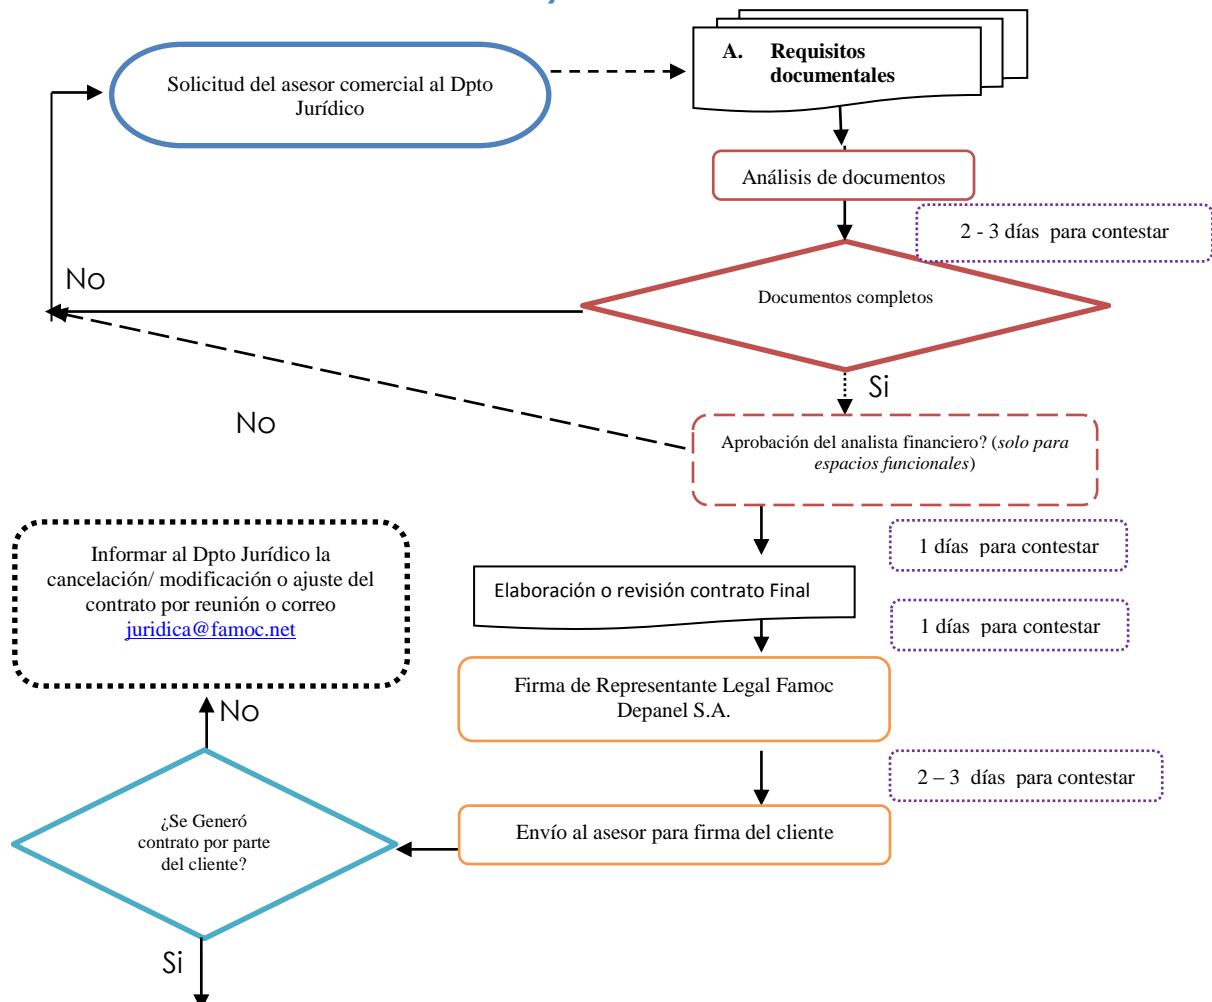 Solicitud del asesor comercial al Dpto
Jurídico
A. Requisitos
documentales
Análisis de documentos
2 - 3 días para contestar
Documentos completos
No
Si
No
Aprobación del analista financiero? (solo para
espacios funcionales)
1 días para contestar
Informar al Dpto Jurídico la
cancelación/ modificación o ajuste del
contrato por reunión o correo
juridica@famoc.net
Elaboración o revisión contrato Final
1 días para contestar
Firma de Representante Legal Famoc
Depanel S.A.
No
2 – 3 días para contestar
¿Se Generó
contrato por parte
del cliente?
Envío al asesor para firma del cliente
Si